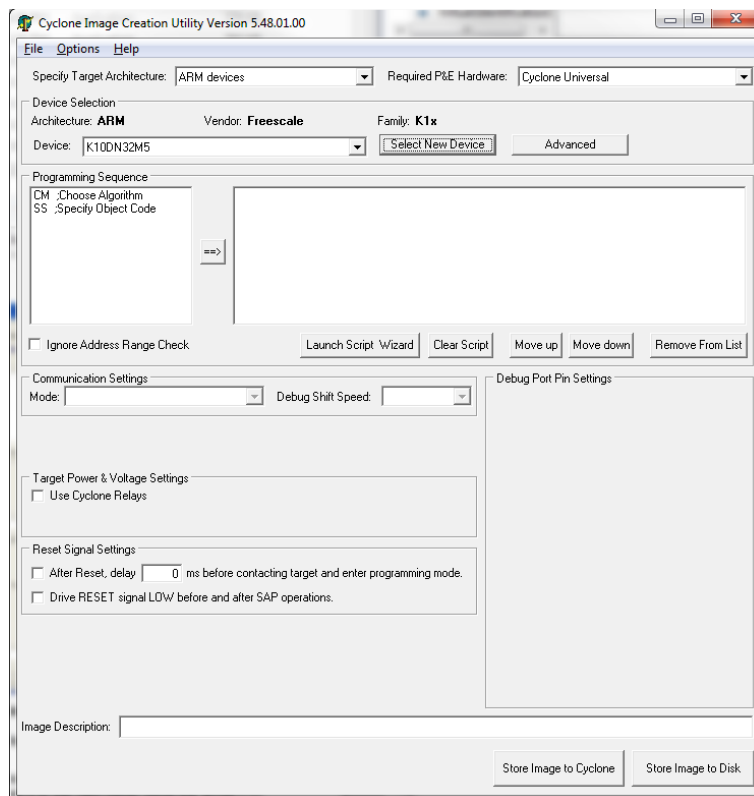 Cyclone Image Creation Utility Version 5.48.01.00
File Options Help
Specify Target Architecture: ARM devices Required P&E Hardware: Cyclone Universal
Device Selection
Architecture: ARM Vendor: Freescale Family: K1x
Device: K10DN32M5 Select New Device Advanced
Programming Sequence
CM ;Choose Algorithm
SS ;Specify Object Code
==>
Ignore Address Range Check Launch Script Wizard Clear Script Move up Move down Remove From List
Communication Settings Debug Port Pin Settings
Mode: Debug Shift Speed:
Target Power & Voltage Settings
Use Cyclone Relays
Reset Signal Settings
After Reset, delay 0 ms before contacting target and enter programming mode.
Drive RESET signal LOW before and after SAP operations.
Image Description:
Store Image to Cyclone Store Image to Disk